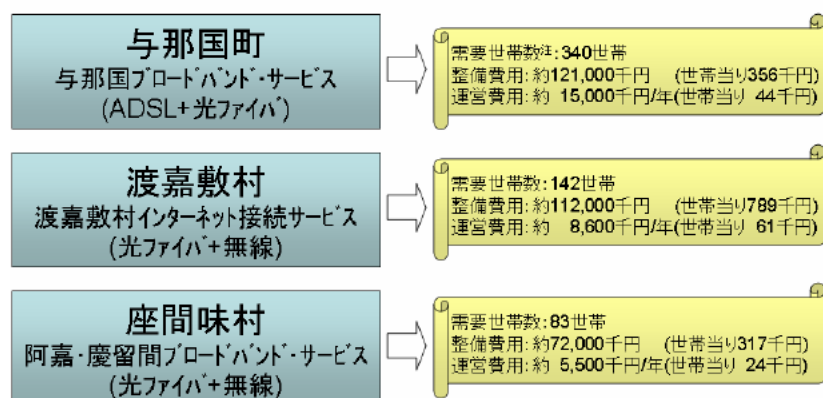 与那国町
与那国ブロードバンド・サービス
(ADSL+光ファイバ)
需要世帯数注:340世帯
整備費用:約121,000千円 (世帯当り356千円)
運営費用:約 15,000千円/年(世帯当り 44千円)
渡嘉敷村
渡嘉敷村インターネット接続サービス
(光ファイバ+無線)
需要世帯数:142世帯
整備費用:約112,000千円 (世帯当り789千円)
運営費用:約 8,600千円/年(世帯当り 61千円)
座間味村
阿嘉・慶留間ブロードバンド・サービス
(光ファイバ+無線)
需要世帯数:83世帯
整備費用:約72,000千円 (世帯当り317千円)
運営費用:約 5,500千円/年(世帯当り 24千円)